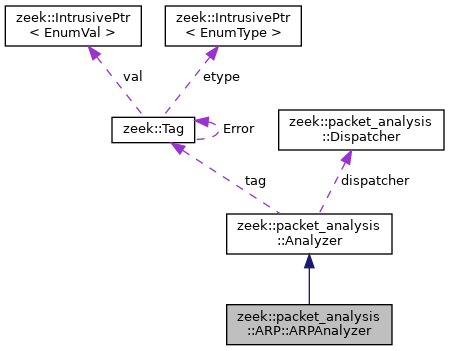 zeek::IntrusivePtr
< EnumVal >
zeek::IntrusivePtr
< EnumType >
val
etype
zeek::Tag
Error
zeek::packet_analysis
::Dispatcher
tag
dispatcher
zeek::packet_analysis
::Analyzer
zeek::packet_analysis
::ARP::ARPAnalyzer